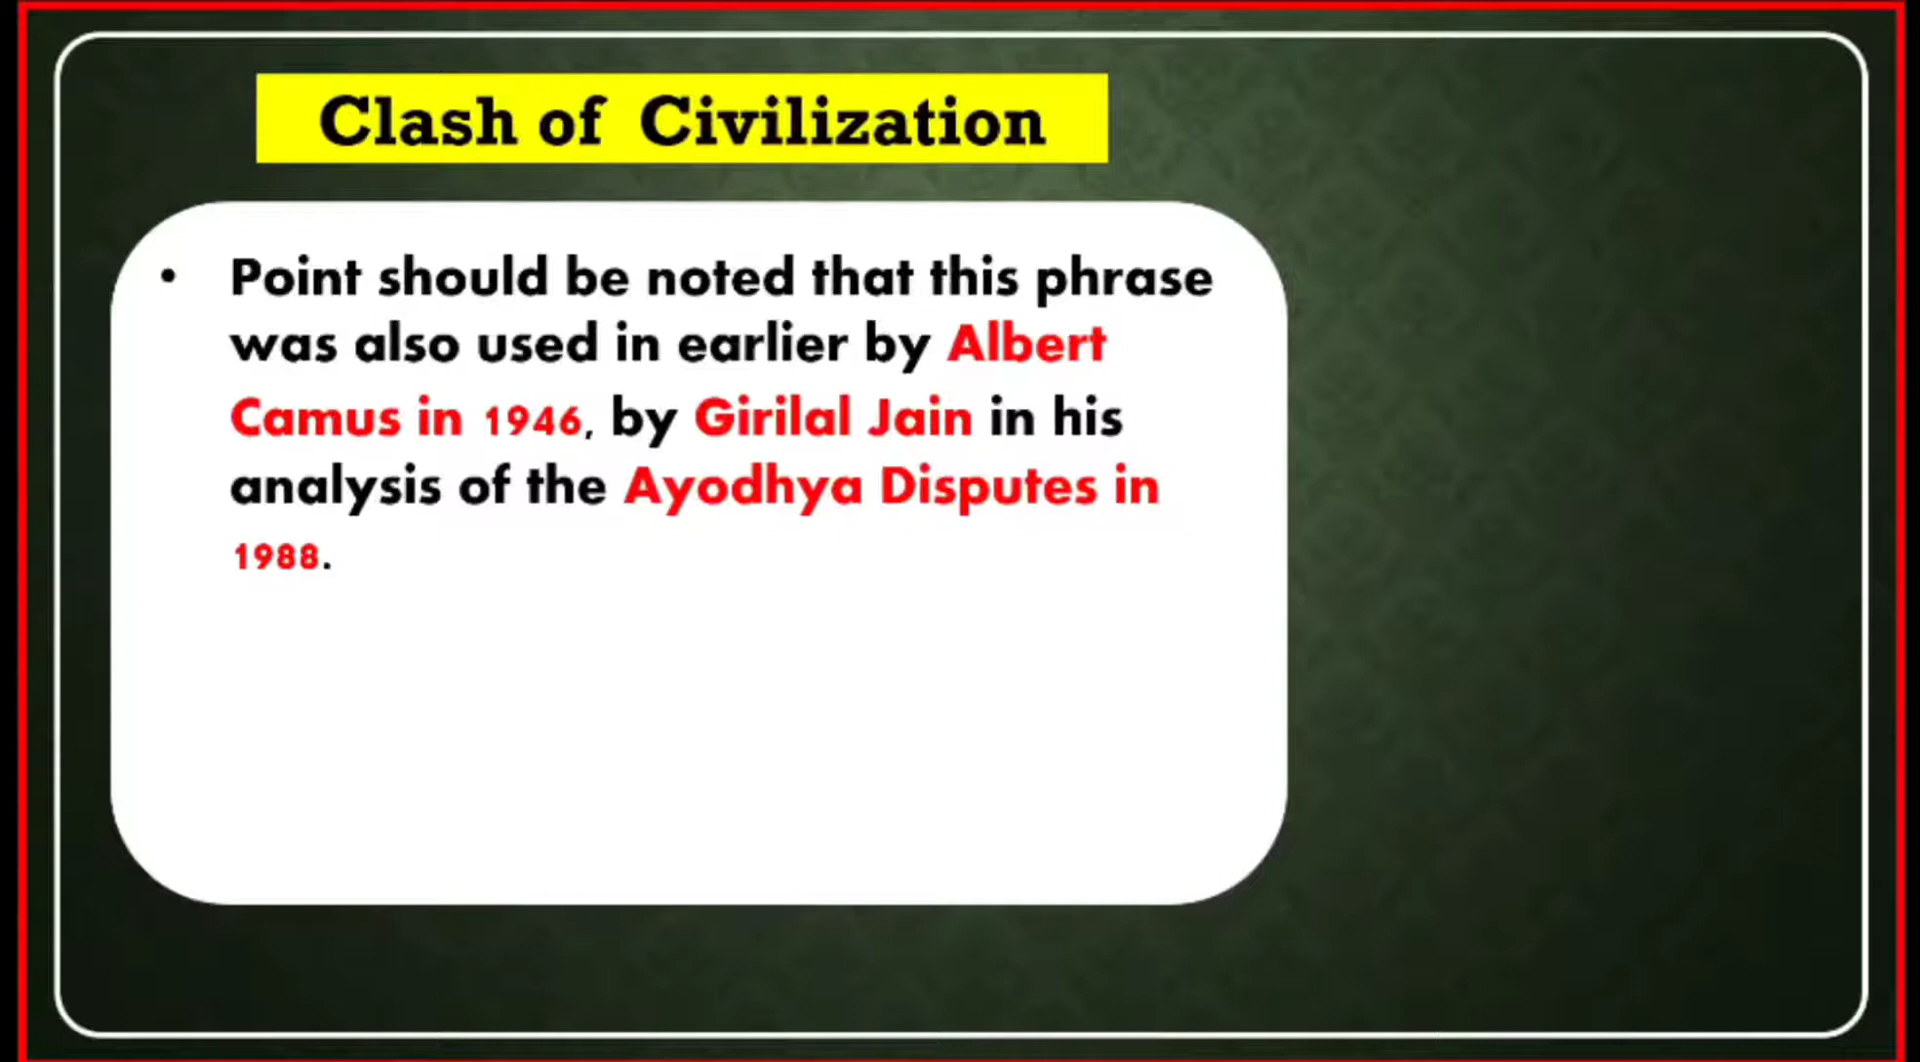 Clash of Civilization
• Point should be noted that this phrase
was also used in earlier by Albert
Camus in 1946, by Girilal Jain in his
analysis of the Ayodhya Disputes in
1988.